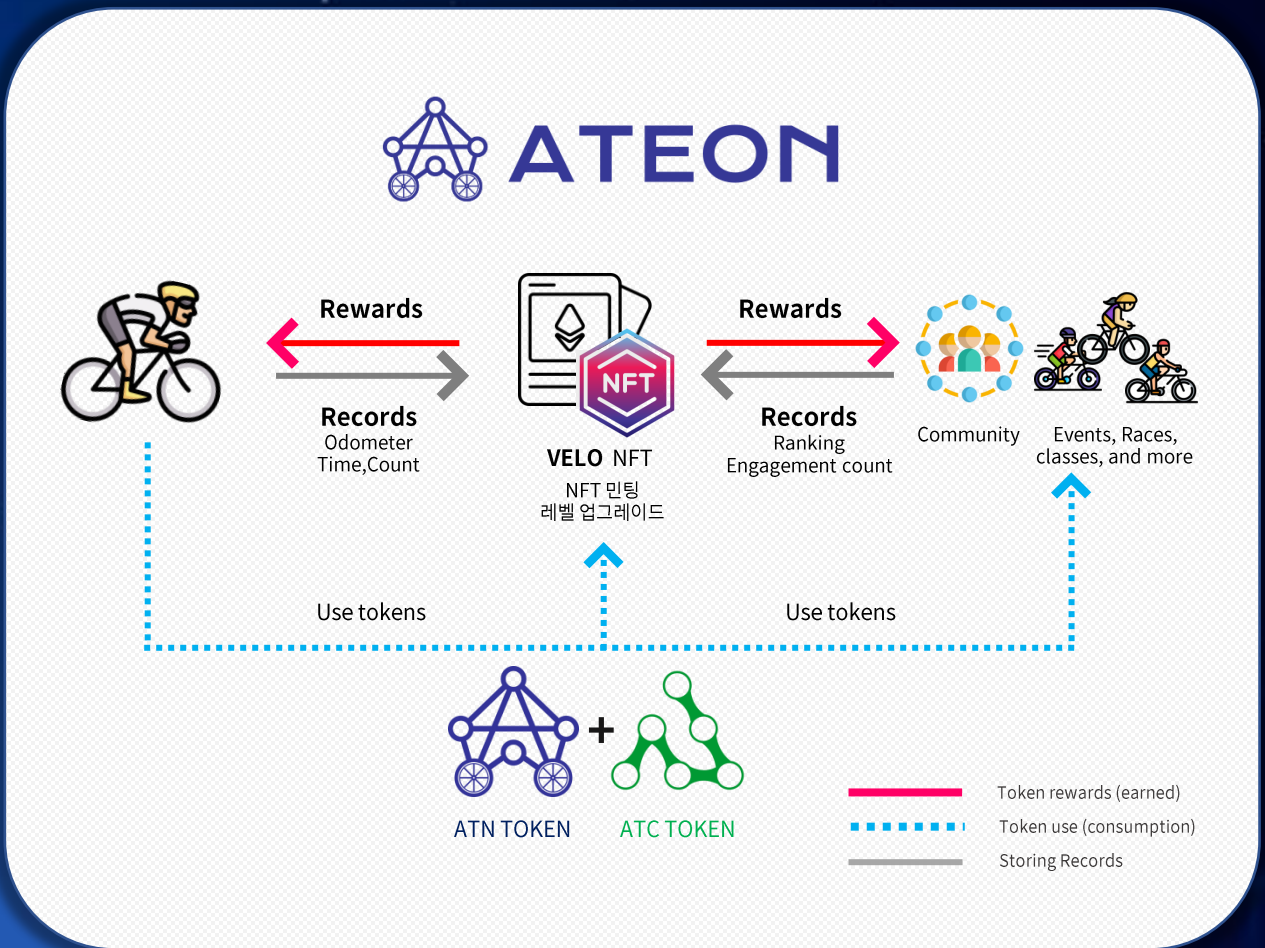 ATEON
Rewards
Records
Odometer
Time,Count
NFT
VELO NFT
NFT 민팅
레벨 업그레이드
Rewards
Records
Ranking
Engagement count
Community
Events, Races,
classes, and more
Use tokens
Use tokens
+
ATN TOKEN
ATC TOKEN
Token rewards (earned)
Token use (consumption)
Storing Records